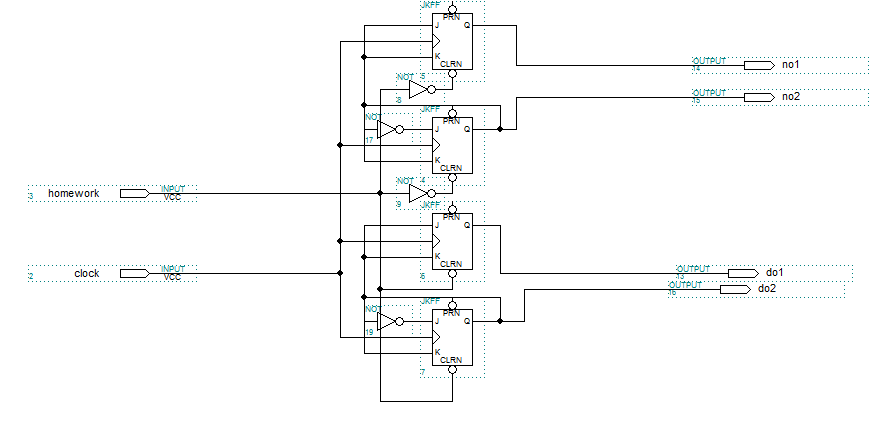 JKFF
PRN
J
Q
K
CLRN
5
OUTPUT
14
no1
NOT
8
OUTPUT
15
no2
JKFF
PRN
NOT
J
Q
17
K
CLRN
4
NOT
9
3
homework
INPUT
VCC
JKFF
PRN
J
Q
K
CLRN
6
2
clock
INPUT
VCC
OUTPUT
13
do1
OUTPUT
16
do2
JKFF
PRN
NOT
J
Q
19
K
CLRN
7